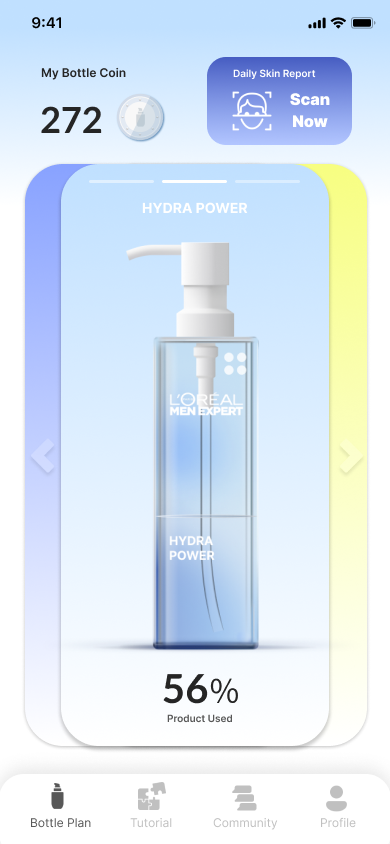 9:41
My Bottle Coin
272
Daily Skin Report
Scan
Now
HYDRA POWER
L'ORÉAL
MEN EXPERT
HYDRA
POWER
56%
Product Used
Bottle Plan
Tutorial
Community
Profile